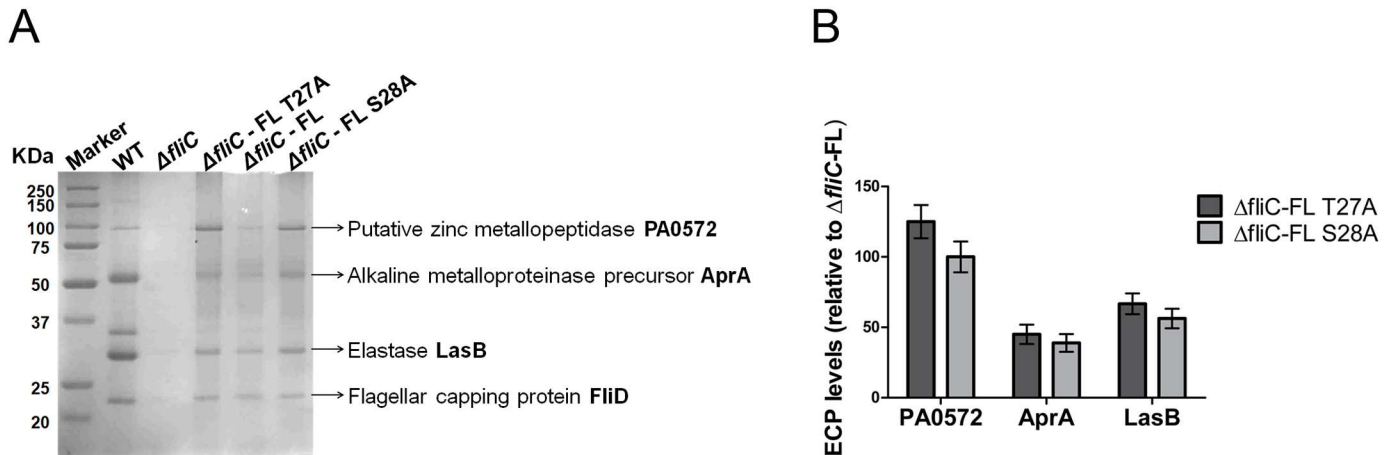 A
KDa
Marker
WT
ΔfliC
ΔfliC - FL T27A
ΔfliC - FL
ΔfliC - FL S28A
250
150
100
75
50
37
25
20
Putative zinc metallopeptidase PA0572
Alkaline metalloproteinase precursor AprA
Elastase LasB
Flagellar capping protein FliD
B
ECP levels (relative to ΔfliC-FL)
150
100
50
0
PA0572 AprA LasB
ΔfliC-FL T27A
ΔfliC-FL S28A